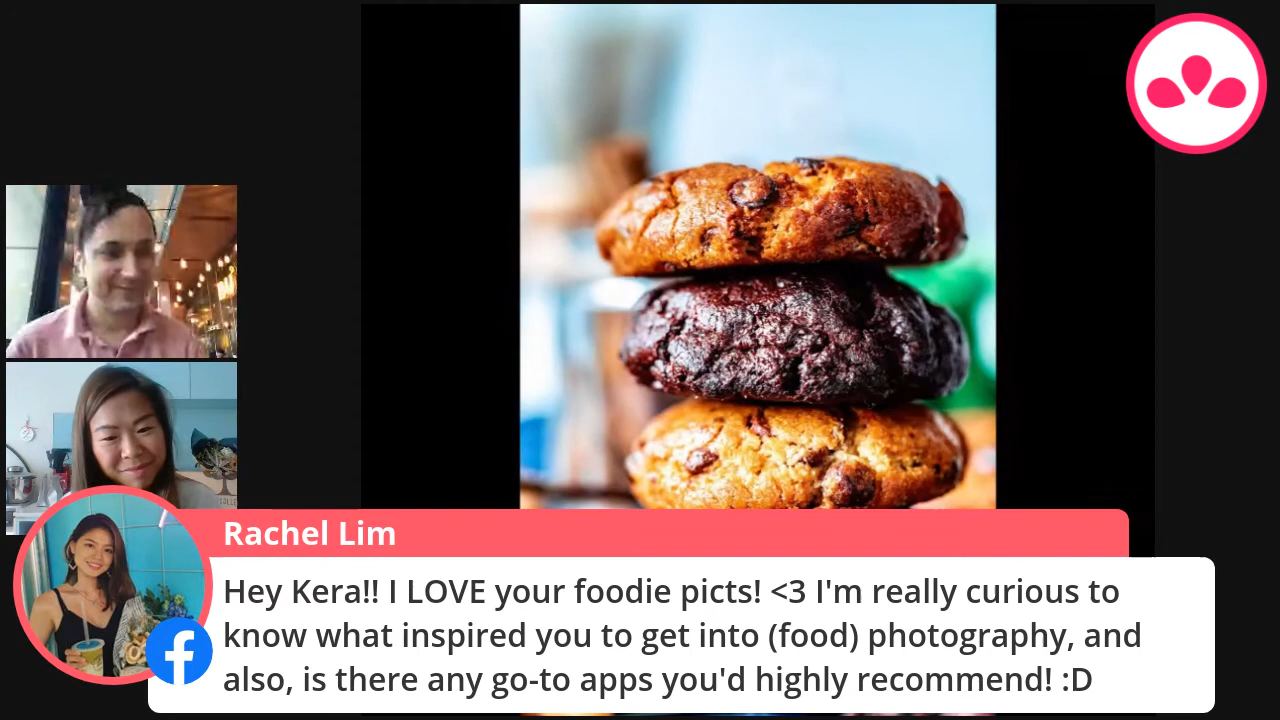 Rachel Lim
Hey Kera!! I LOVE your foodie picts! <3 I'm really curious to
know what inspired you to get into (food) photography, and
also, is there any go-to apps you'd highly recommend! :D